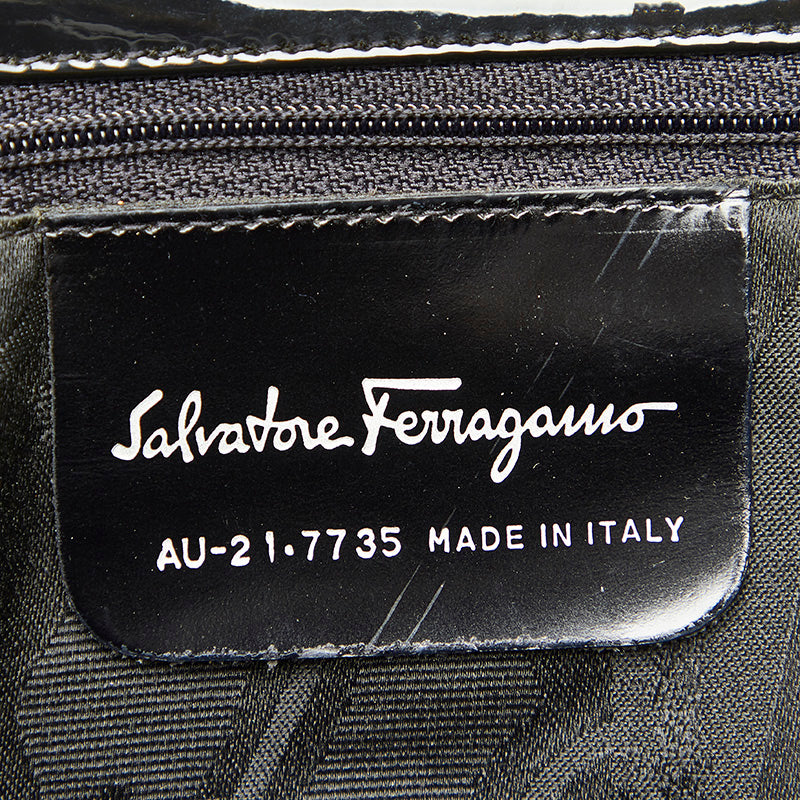 Salvatore Ferragamo
AU-21.7735 MADE IN ITALY